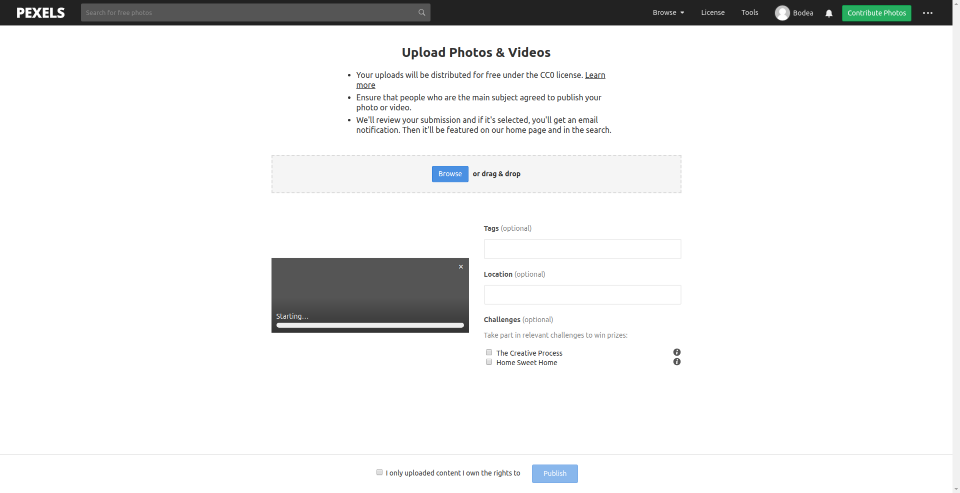 PEXELS
Search for free photos
Browse
License
Tools
Bodea
Contribute Photos
Upload Photos & Videos
Your uploads will be distributed for free under the CC0 license. Learn
more
Ensure that people who are the main subject agreed to publish your
photo or video.
We'll review your submission and if it's selected, you'll get an email
notification. Then it'll be featured on our home page and in the search.
Browse or drag & drop
Tags (optional)
Location (optional)
Starting...
Challenges (optional)
Take part in relevant challenges to win prizes:
The Creative Process
Home Sweet Home
I only uploaded content I own the rights to
Publish